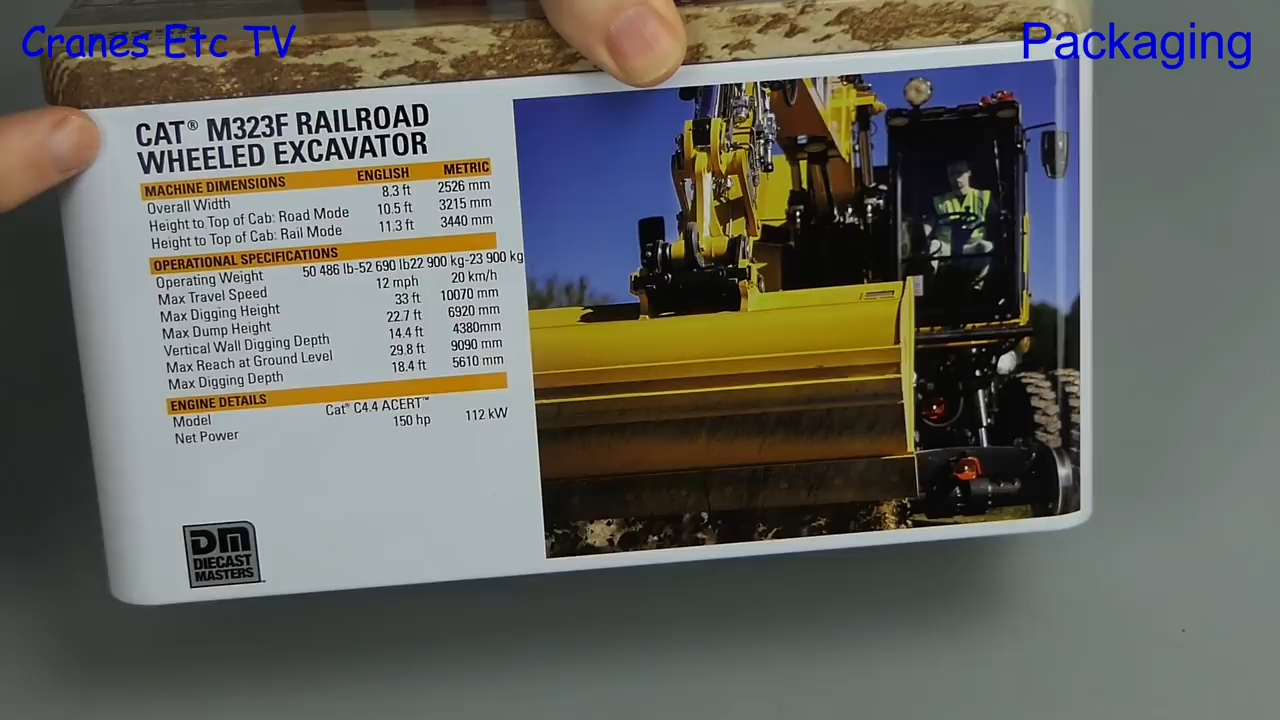 Cranes Etc TV
Packaging
CAT® M323F RAILROAD
WHEELED EXCAVATOR
MACHINE DIMENSIONS ENGLISH METRIC
Overall Width 8.3 ft 2526 mm
Height to Top of Cab: Road Mode 10.5 ft 3215 mm
Height to Top of Cab: Rail Mode 11.3 ft 3440 mm
OPERATIONAL SPECIFICATIONS
Operating Weight 50 486 lb-52 690 lb22 900 kg-23 900 kg
Max Travel Speed 12 mph 20 km/h
Max Digging Height 33 ft 10070 mm
Max Dump Height 22.7 ft 6920 mm
Vertical Wall Digging Depth 14.4 ft 4380mm
Max Reach at Ground Level 29.8 ft 9090 mm
Max Digging Depth 18.4 ft 5610 mm
ENGINE DETAILS
Model Cat® C4.4 ACERT™
Net Power 150 hp 112 kW
DM
DIECAST
MASTERS